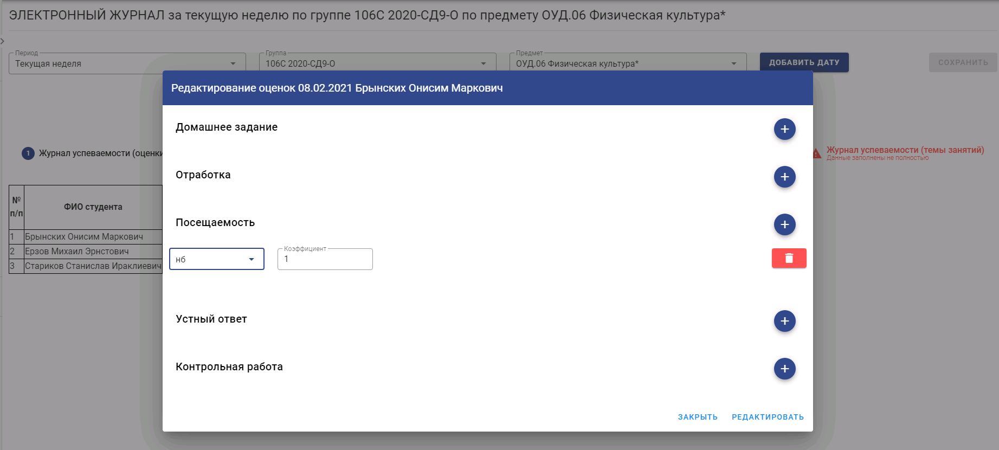 ЭЛЕКТРОННЫЙ ЖУРНАЛ за текущую неделю по группе 106С 2020-СД9-О по предмету ОУД.06 Физическая культура*
Период
Текущая неделя
Группа
106С 2020-СД9-О
Предмет
ОУД.06 Физическая культура*
ДОБАВИТЬ ДАТУ
СОХРАНИТЬ
Редактирование оценок 08.02.2021 Брынских Онисим Маркович
Домашнее задание
Отработка
Посещаемость
нб
Коэффициент
1
Устный ответ
Контрольная работа
ЗАКРЫТЬ
РЕДАКТИРОВАТЬ
1 Журнал успеваемости (оценки
Журнал успеваемости (темы занятий)
Данные заполнены не полностью
№ п/п
ФИО студента
1 Брынских Онисим Маркович
2 Ерзов Михаил Эрнстович
3 Стариков Станислав Ираклиевич